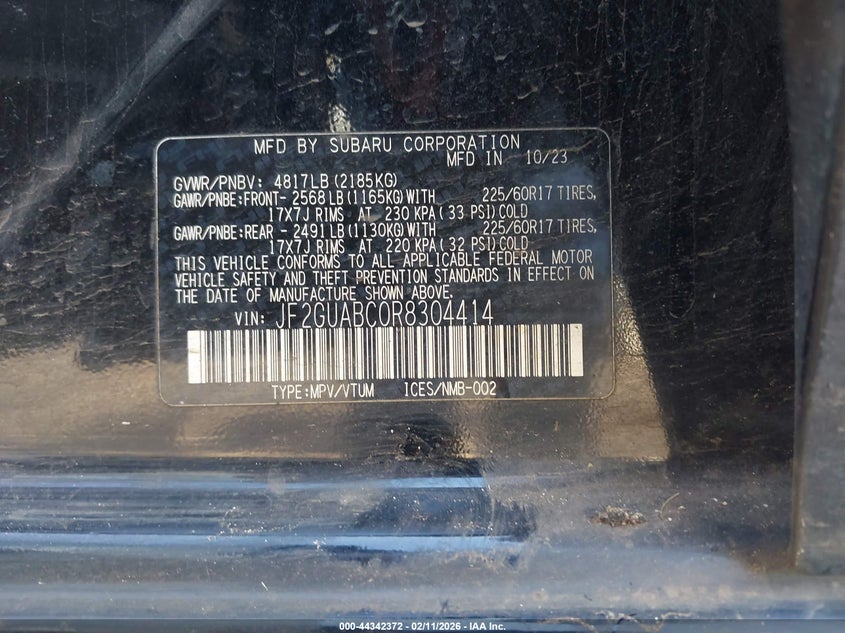 MFD BY SUBARU CORPORATION
MFD IN 10/23
GVWR/PNBV: 4817LB(2185KG)
GAWR/PNBE:FRONT- 2568LB(1165KG)WITH 225/60R17 TIRES,
17X7J RIMS AT 230 KPA(33 PSI)COLD
GAWR/PNBE:REAR - 2491LB(1130KG)WITH 225/60R17 TIRES,
17X7J RIMS AT 220 KPA(32 PSI)COLD
THIS VEHICLE CONFORMS TO ALL APPLICABLE FEDERAL MOTOR
VEHICLE SAFETY AND THEFT PREVENTION STANDARDS IN EFFECT ON
THE DATE OF MANUFACTURE SHOWN ABOVE.
VIN: JF2GUABC0R8304414
TYPE:MPV/VTUM ICES/NMB-002
000-44342372 - 02/11/2026 - IAA Inc.